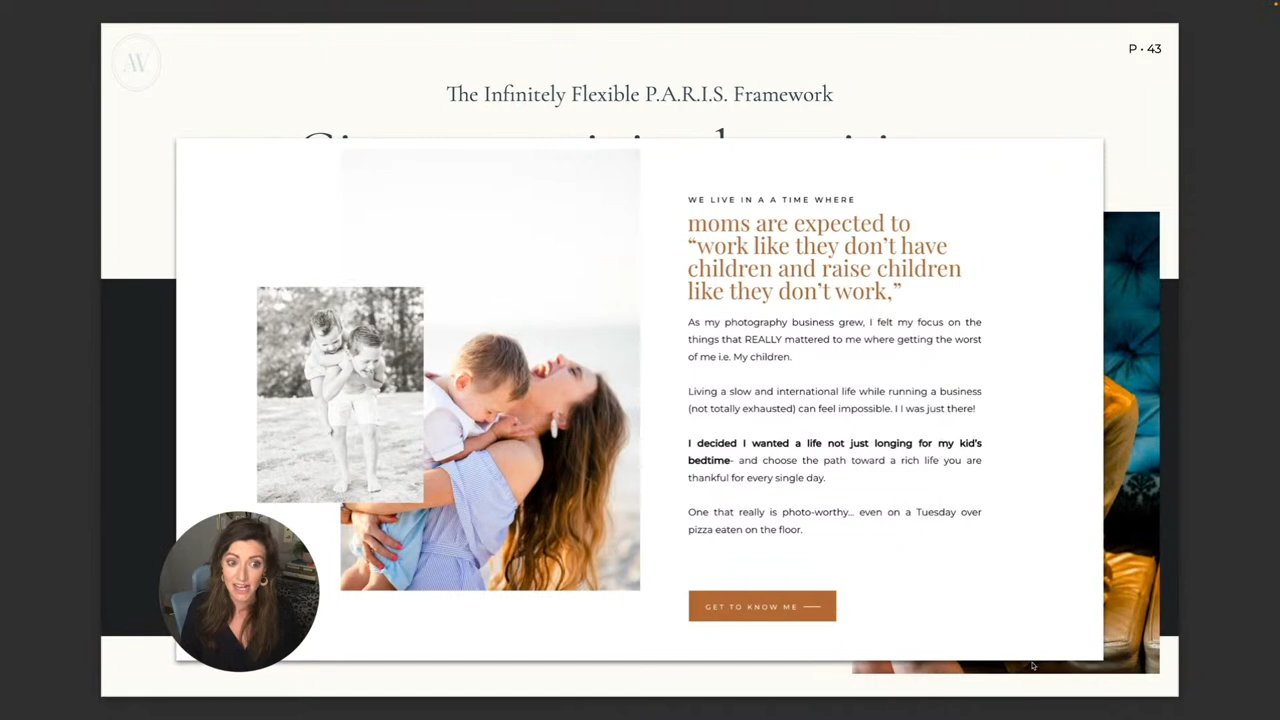 AW
P • 43
The Infinitely Flexible P.A.R.I.S. Framework
WE LIVE IN A A TIME WHERE
moms are expected to
“work like they don’t have
children and raise children
like they don’t work,”
As my photography business grew, I felt my focus on the
things that REALLY mattered to me where getting the worst
of me i.e. My children.
Living a slow and international life while running a business
(not totally exhausted) can feel impossible. I I was just there!
I decided I wanted a life not just longing for my kid’s
bedtime- and choose the path toward a rich life you are
thankful for every single day.
One that really is photo-worthy... even on a Tuesday over
pizza eaten on the floor.
GET TO KNOW ME